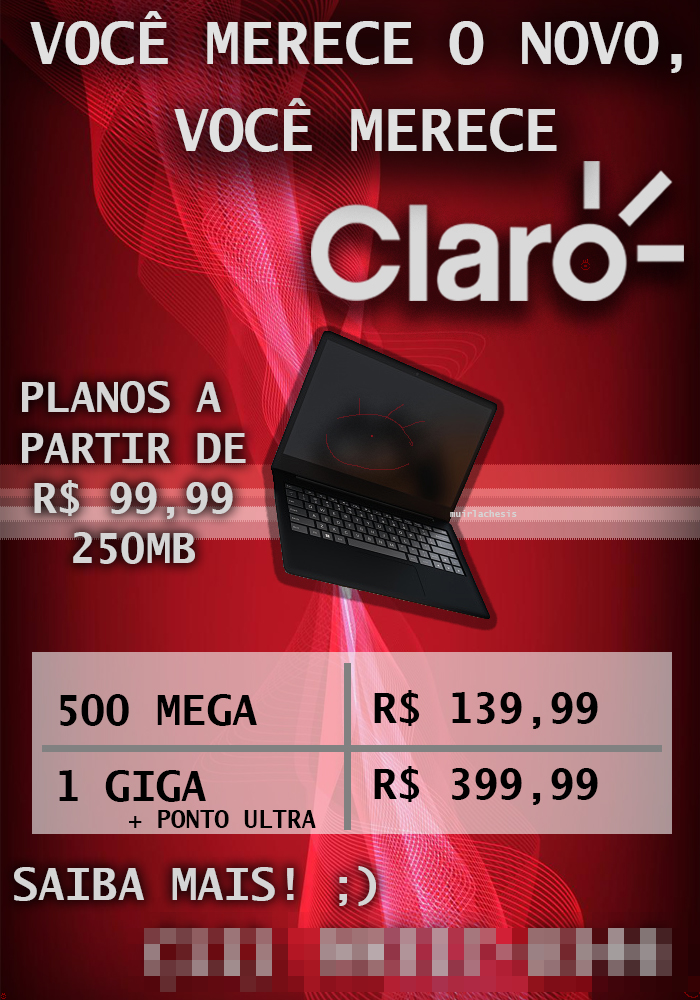 VOCÊ MERECE O NOVO,
VOCÊ MERECE
Claro
PLANOS A
PARTIR DE
R$ 99,99
250MB
muirlachesis
500 MEGA
R$ 139,99
1 GIGA
+ PONTO ULTRA
R$ 399,99
SAIBA MAIS! ;)